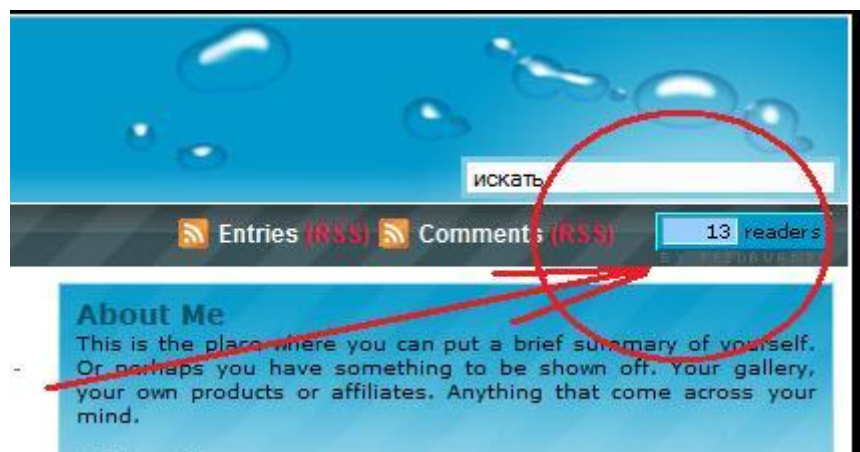 искать
Entries (RSS) Comments (RSS) 13 readers
BY FEEDBURNER
About Me
This is the place where you can put a brief summary of yourself.
Or perhaps you have something to be shown off. Your gallery,
your own products or affiliates. Anything that come across your
mind.